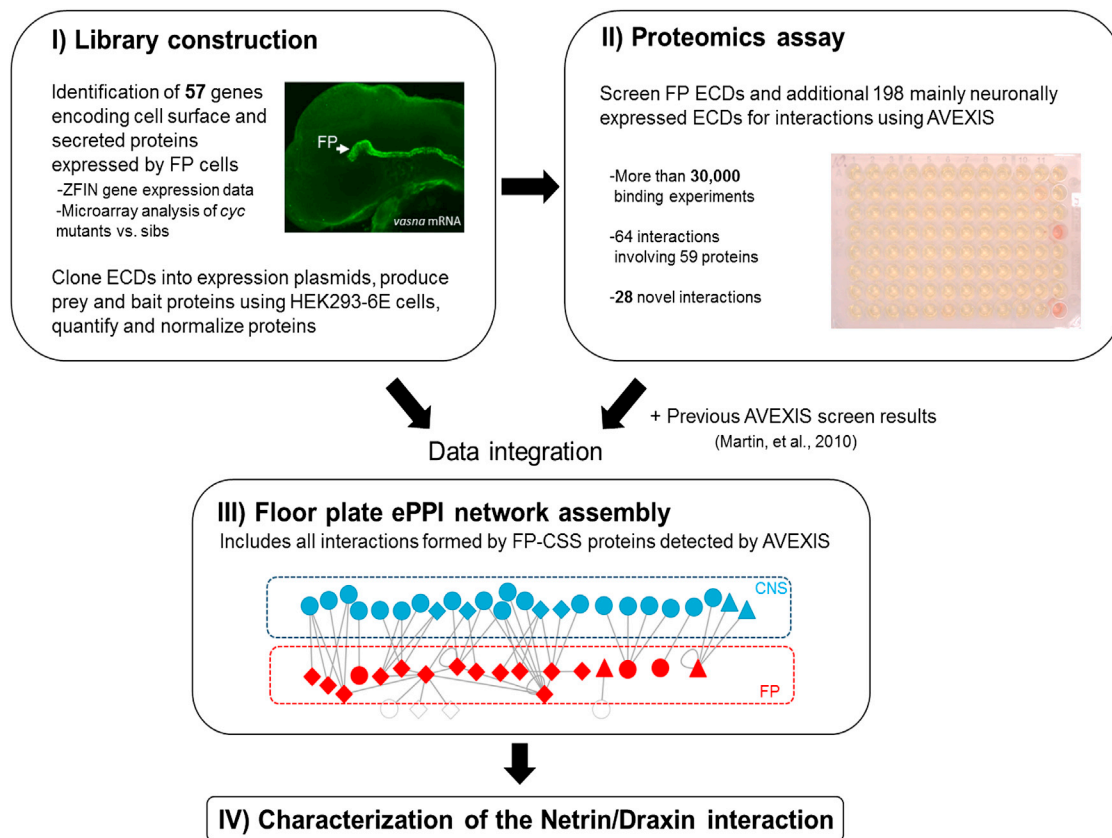 I) Library construction
Identification of 57 genes
encoding cell surface and
secreted proteins
expressed by FP cells
-ZFIN gene expression data
-Microarray analysis of cyc
mutants vs. sibs
FP
vasna mRNA
Clone ECDs into expression plasmids, produce
prey and bait proteins using HEK293-6E cells,
quantify and normalize proteins
II) Proteomics assay
Screen FP ECDs and additional 198 mainly neuronally
expressed ECDs for interactions using AVEXIS
-More than 30,000
binding experiments
-64 interactions
involving 59 proteins
-28 novel interactions
+ Previous AVEXIS screen results
(Martin, et al., 2010)
Data integration
III) Floor plate ePPI network assembly
Includes all interactions formed by FP-CSS proteins detected by AVEXIS
CNS
FP
IV) Characterization of the Netrin/Draxin interaction